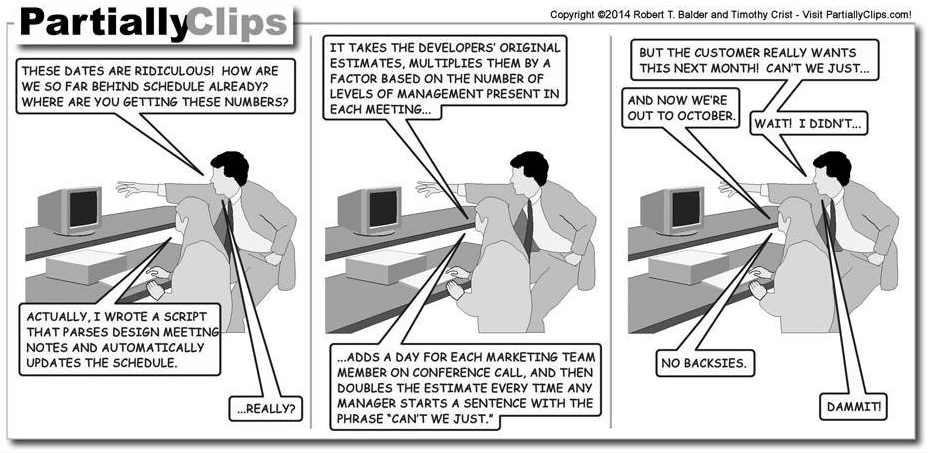 PartiallyClips
Copyright ©2014 Robert T. Balder and Timothy Crist - Visit PartiallyClips.com!
THESE DATES ARE RIDICULOUS! HOW ARE
WE SO FAR BEHIND SCHEDULE ALREADY?
WHERE ARE YOU GETTING THESE NUMBERS?
ACTUALLY, I WROTE A SCRIPT
THAT PARSES DESIGN MEETING
NOTES AND AUTOMATICALLY
UPDATES THE SCHEDULE.
...REALLY?
IT TAKES THE DEVELOPERS' ORIGINAL
ESTIMATES, MULTIPLIES THEM BY A
FACTOR BASED ON THE NUMBER OF
LEVELS OF MANAGEMENT PRESENT IN
EACH MEETING...
...ADDS A DAY FOR EACH MARKETING TEAM
MEMBER ON CONFERENCE CALL, AND THEN
DOUBLES THE ESTIMATE EVERY TIME ANY
MANAGER STARTS A SENTENCE WITH THE
PHRASE "CAN'T WE JUST."
BUT THE CUSTOMER REALLY WANTS
THIS NEXT MONTH! CAN'T WE JUST...
AND NOW WE'RE
OUT TO OCTOBER.
WAIT! I DIDN'T...
NO BACKSIES.
DAMMIT!